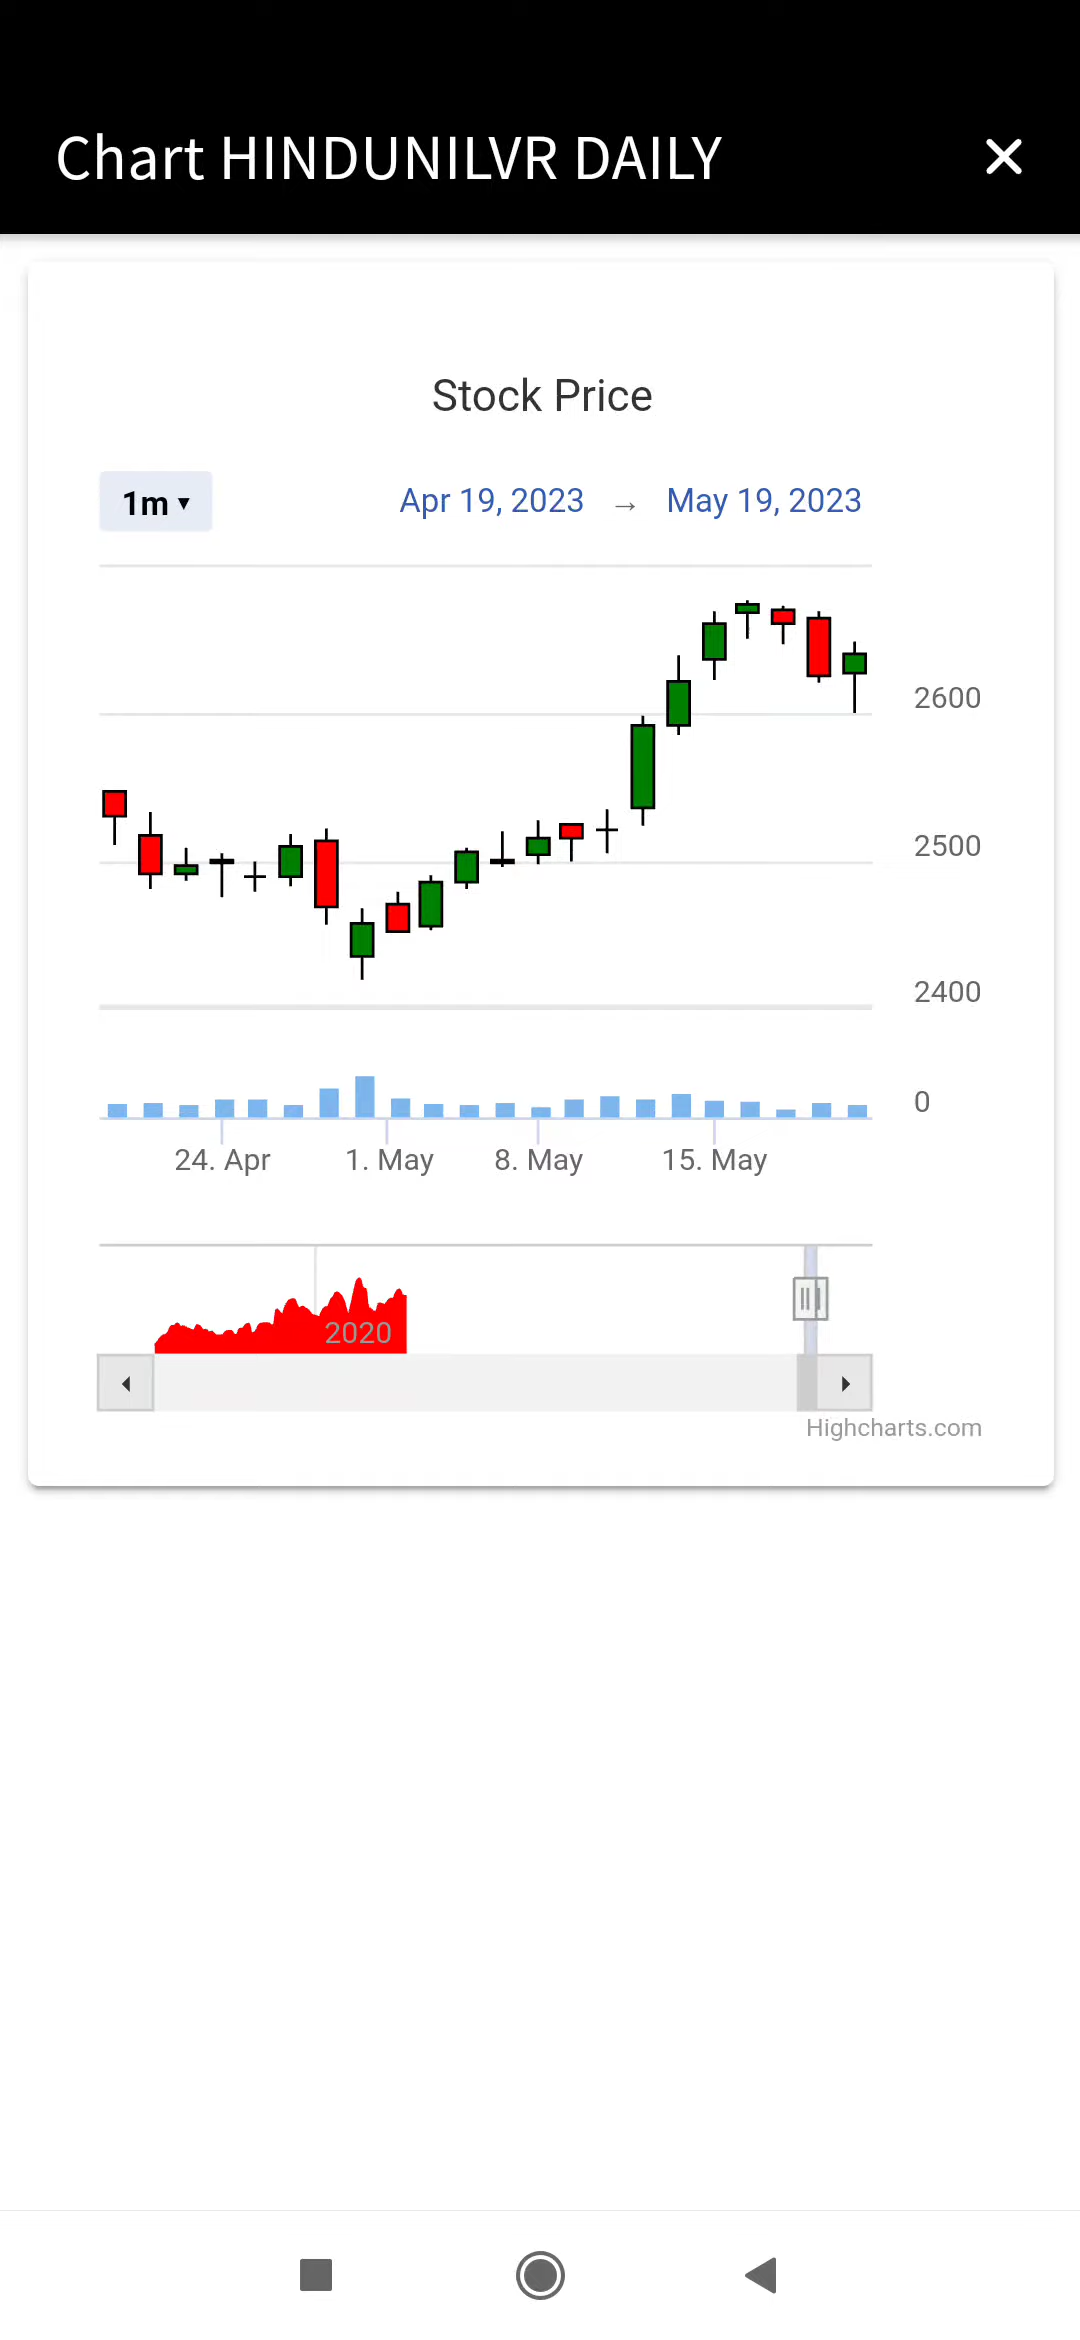 Chart HINDUNILVR DAILY
Stock Price
1m ▾ Apr 19, 2023 → May 19, 2023
2600
2500
2400
0
24. Apr 1. May 8. May 15. May
2020
Highcharts.com